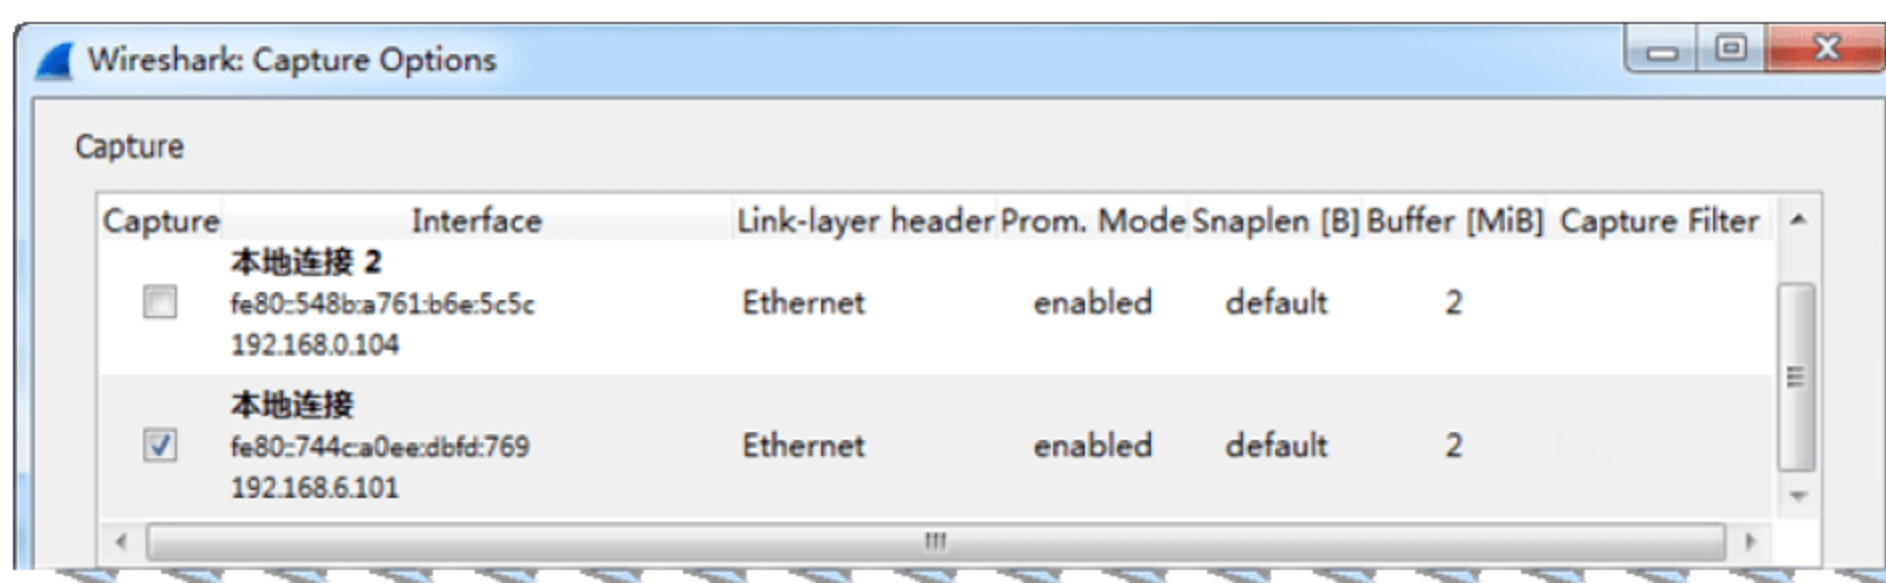 Wireshark: Capture Options
Capture
Capture Interface Link-layer header Prom. Mode Snaplen [B] Buffer [MiB] Capture Filter
本地连接 2
fe80::548b:a761:b6e:5c5c Ethernet enabled default 2
192.168.0.104
本地连接
fe80::744c:a0ee:dbfd:769 Ethernet enabled default 2
192.168.6.101